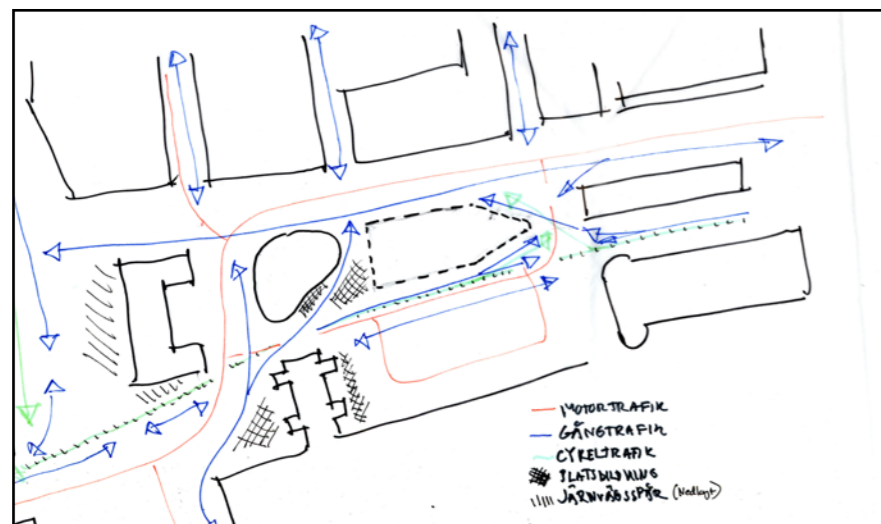 MOTORTRAFIK
GÅNGTRAFIK
CYKELTRAFIK
PLATSBILDNING
JÄRNVÄGSSPÅR (Nedlagt)